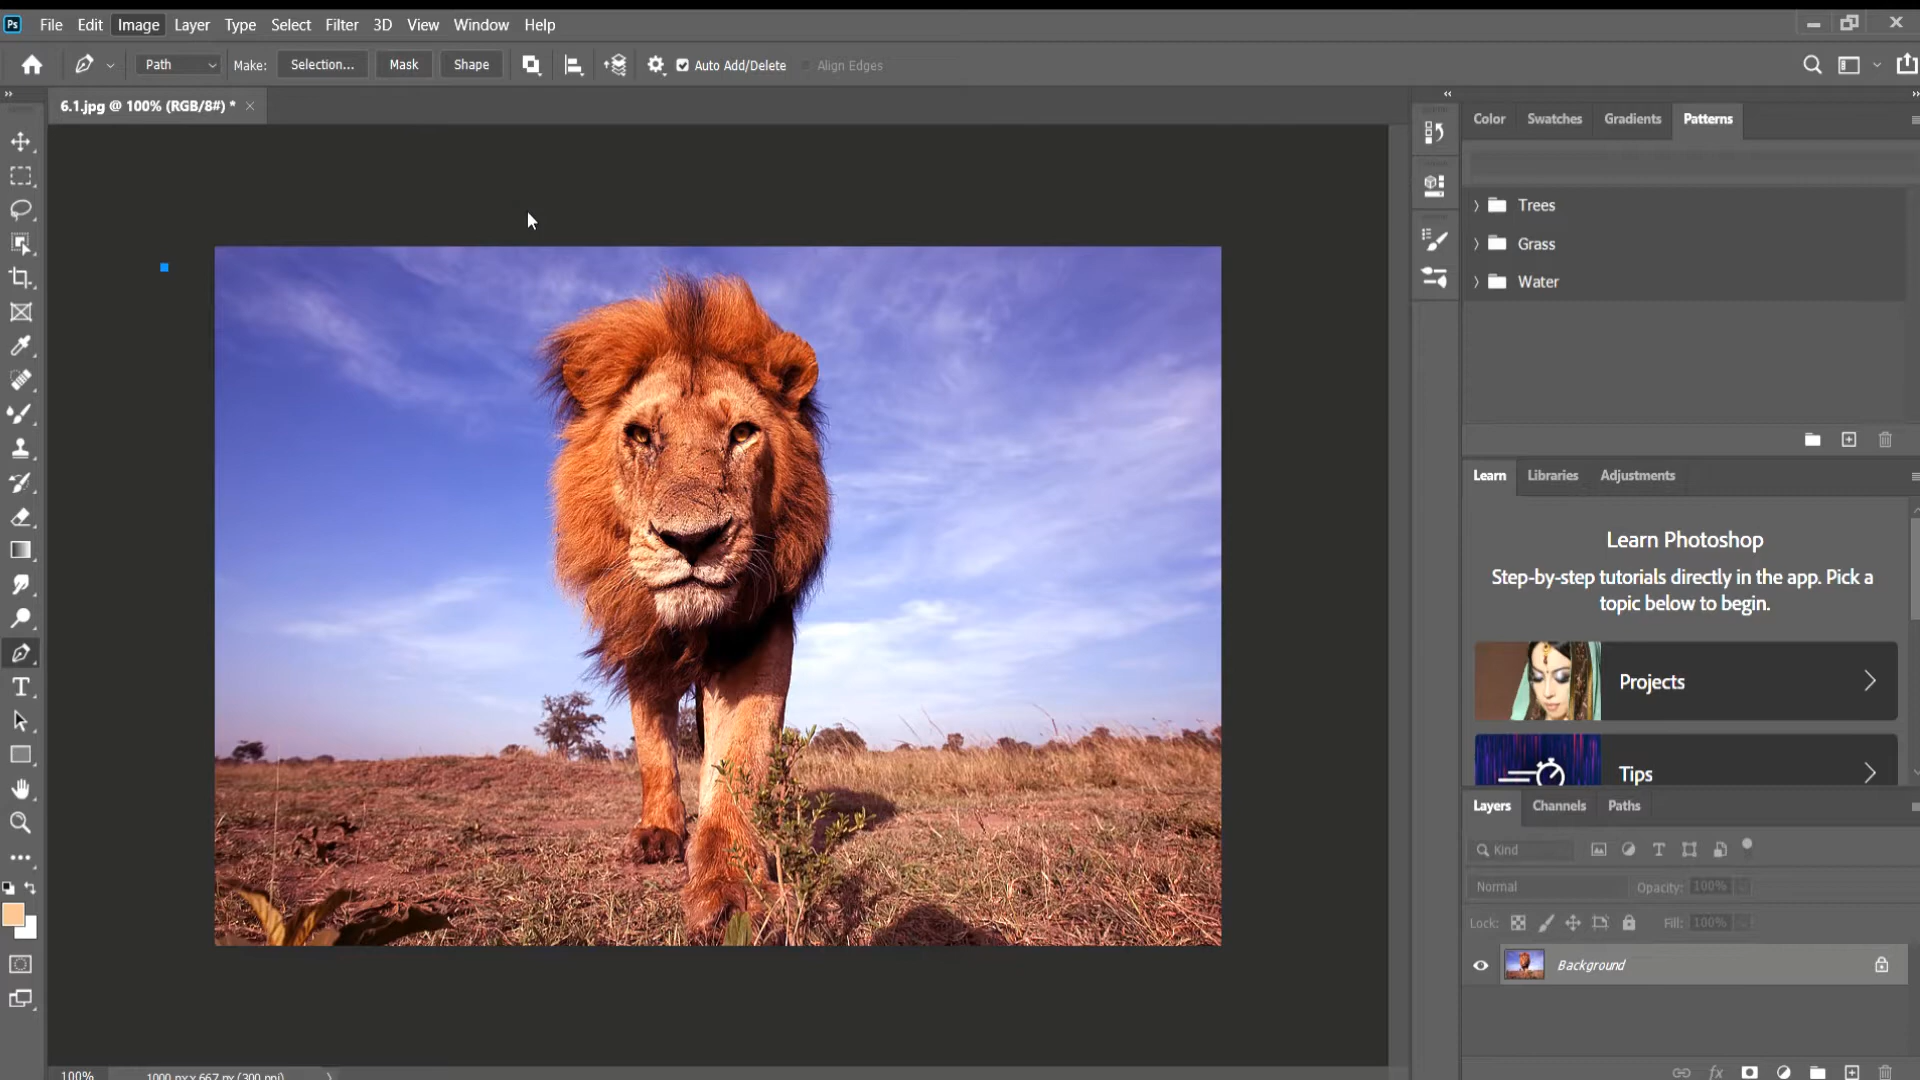 Ps File Edit Image Layer Type Select Filter 3D View Window Help
Path Make: Selection... Mask Shape Auto Add/Delete Align Edges
6.1.jpg @ 100% (RGB/8#) *
Color Swatches Gradients Patterns
Trees
Grass
Water
Learn Libraries Adjustments
Learn Photoshop
Step-by-step tutorials directly in the app. Pick a
topic below to begin.
Projects
Tips
Layers Channels Paths
Kind
Normal Opacity: 100%
Lock: Fill: 100%
Background
100% 1000 px x 667 px (300 ppi)
fx